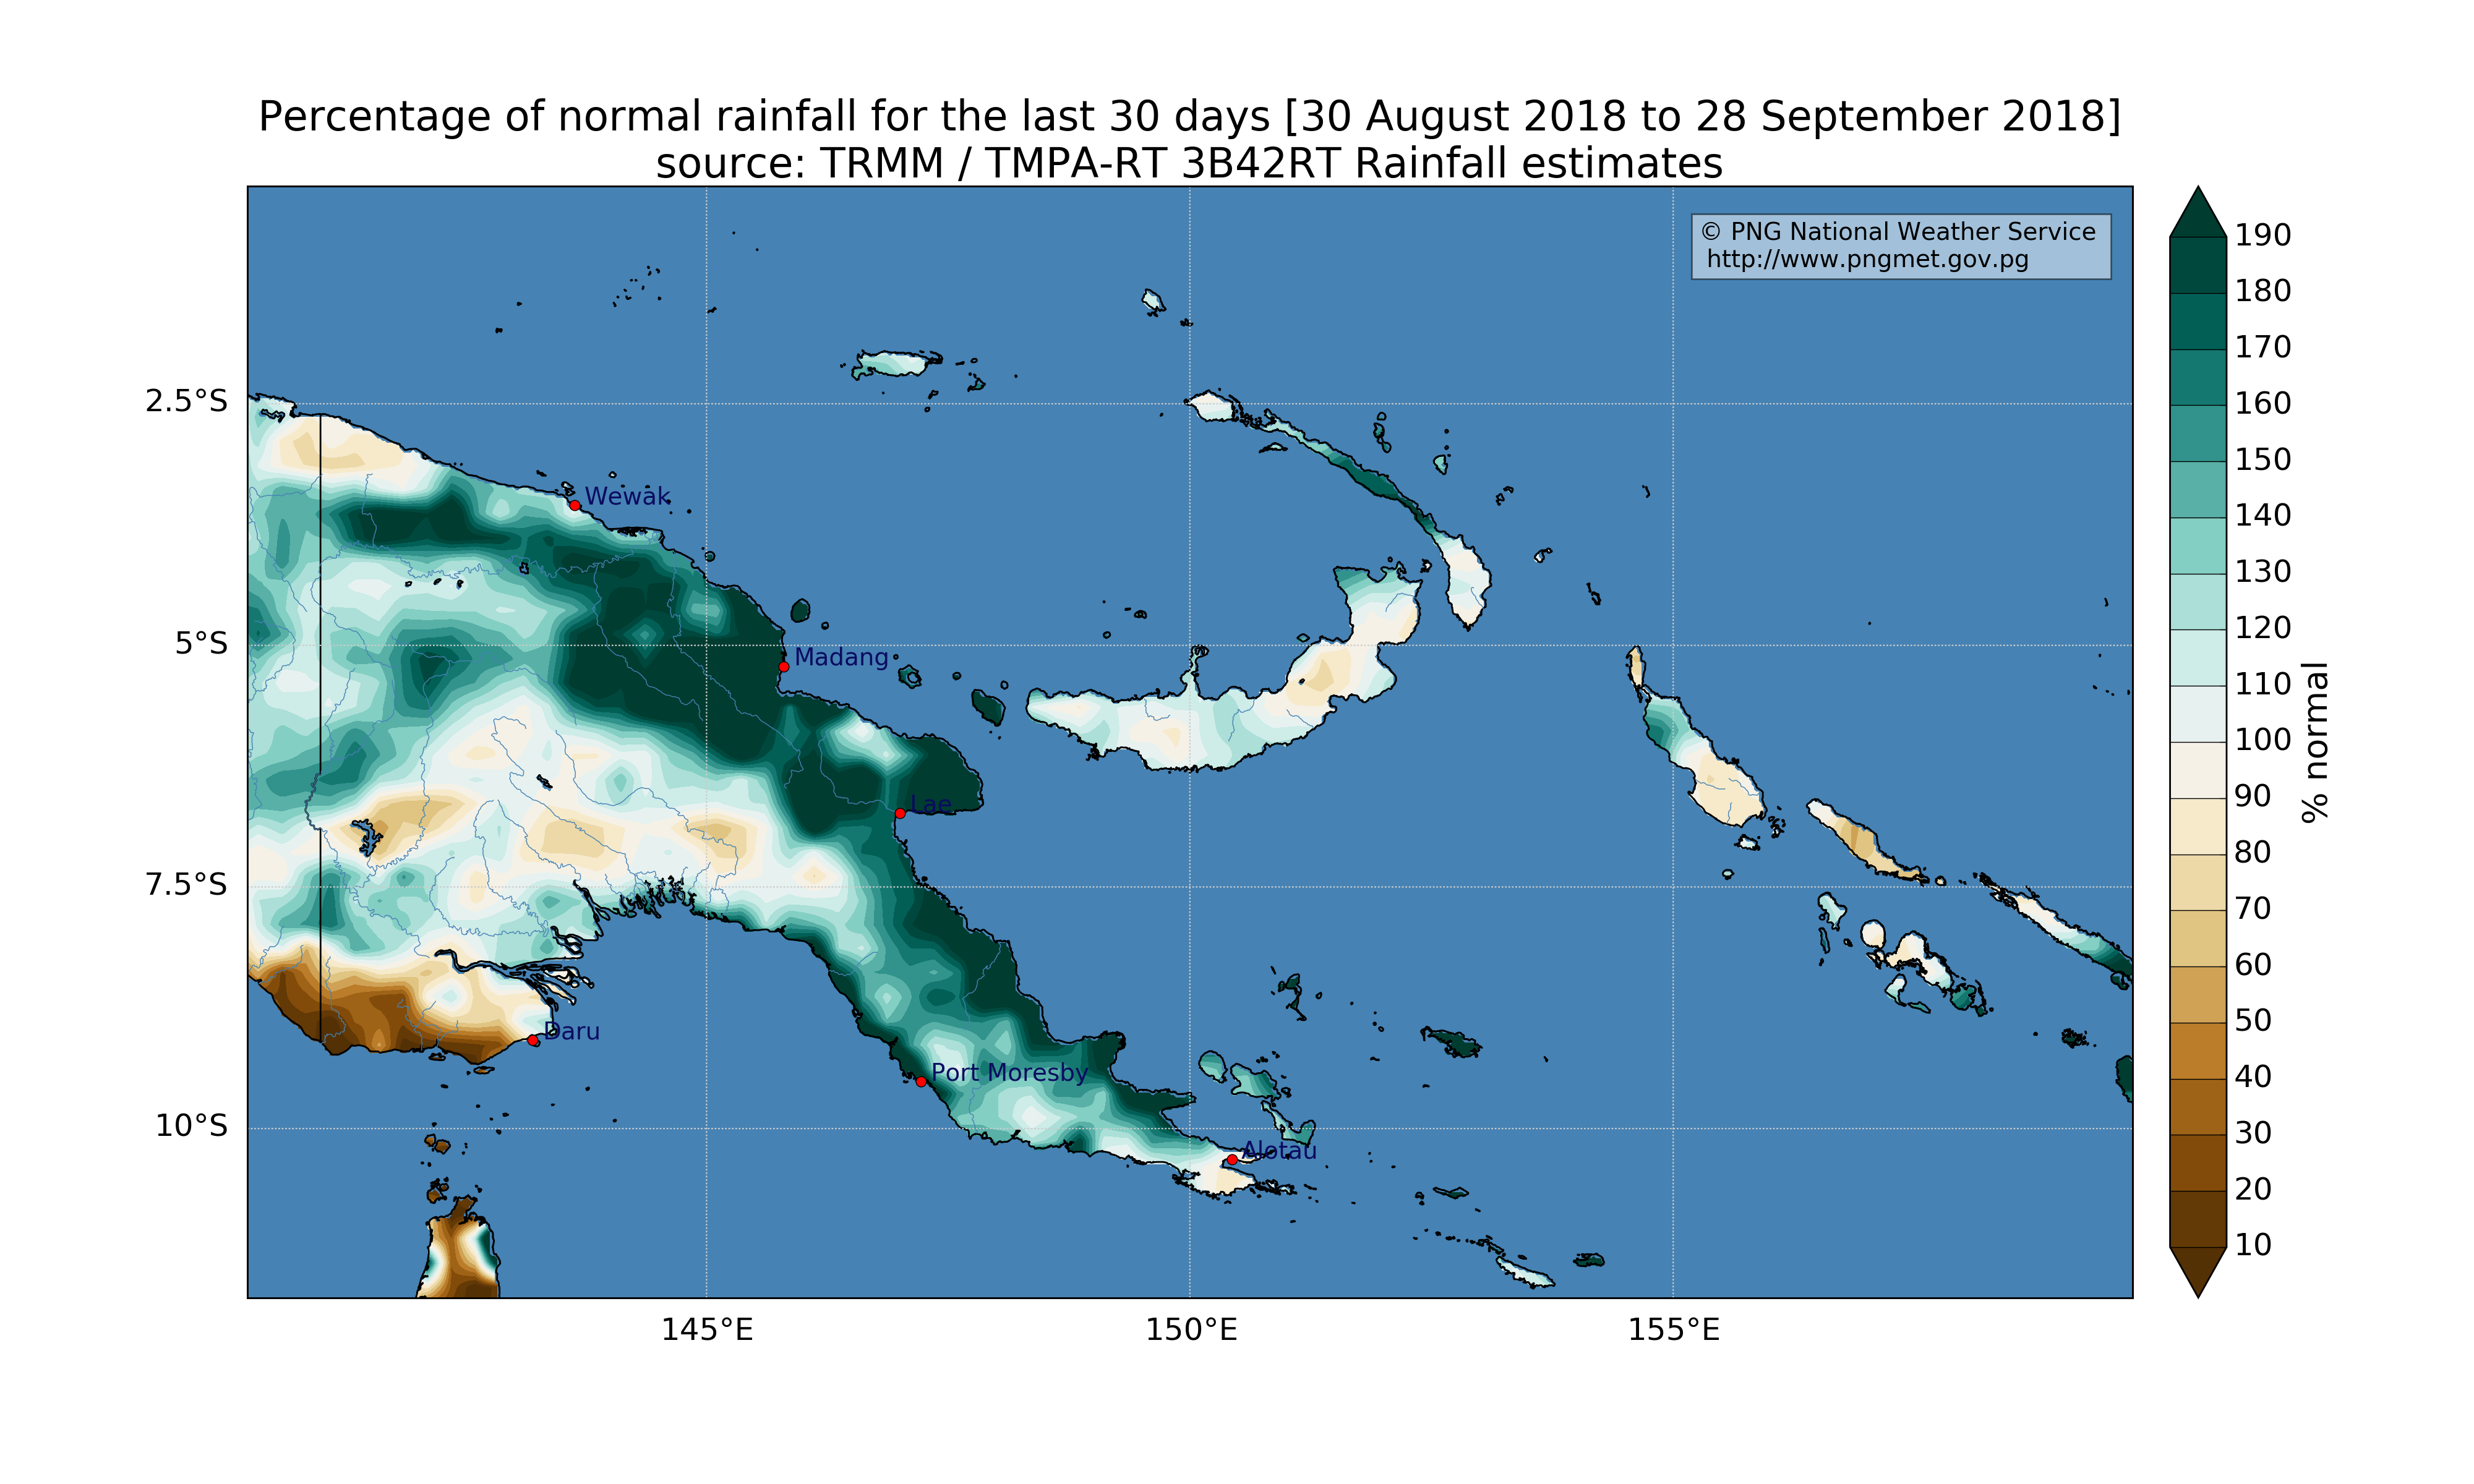 Percentage of normal rainfall for the last 30 days [30 August 2018 to 28 September 2018]
source: TRMM / TMPA-RT 3B42RT Rainfall estimates
© PNG National Weather Service
http://www.pngmet.gov.pg
2.5°S
5°S
7.5°S
10°S
Wewak
Madang
Lae
Daru
Port Moresby
Alotau
145°E
150°E
155°E
190
180
170
160
150
140
130
120
110
100
90
80
70
60
50
40
30
20
10
% normal